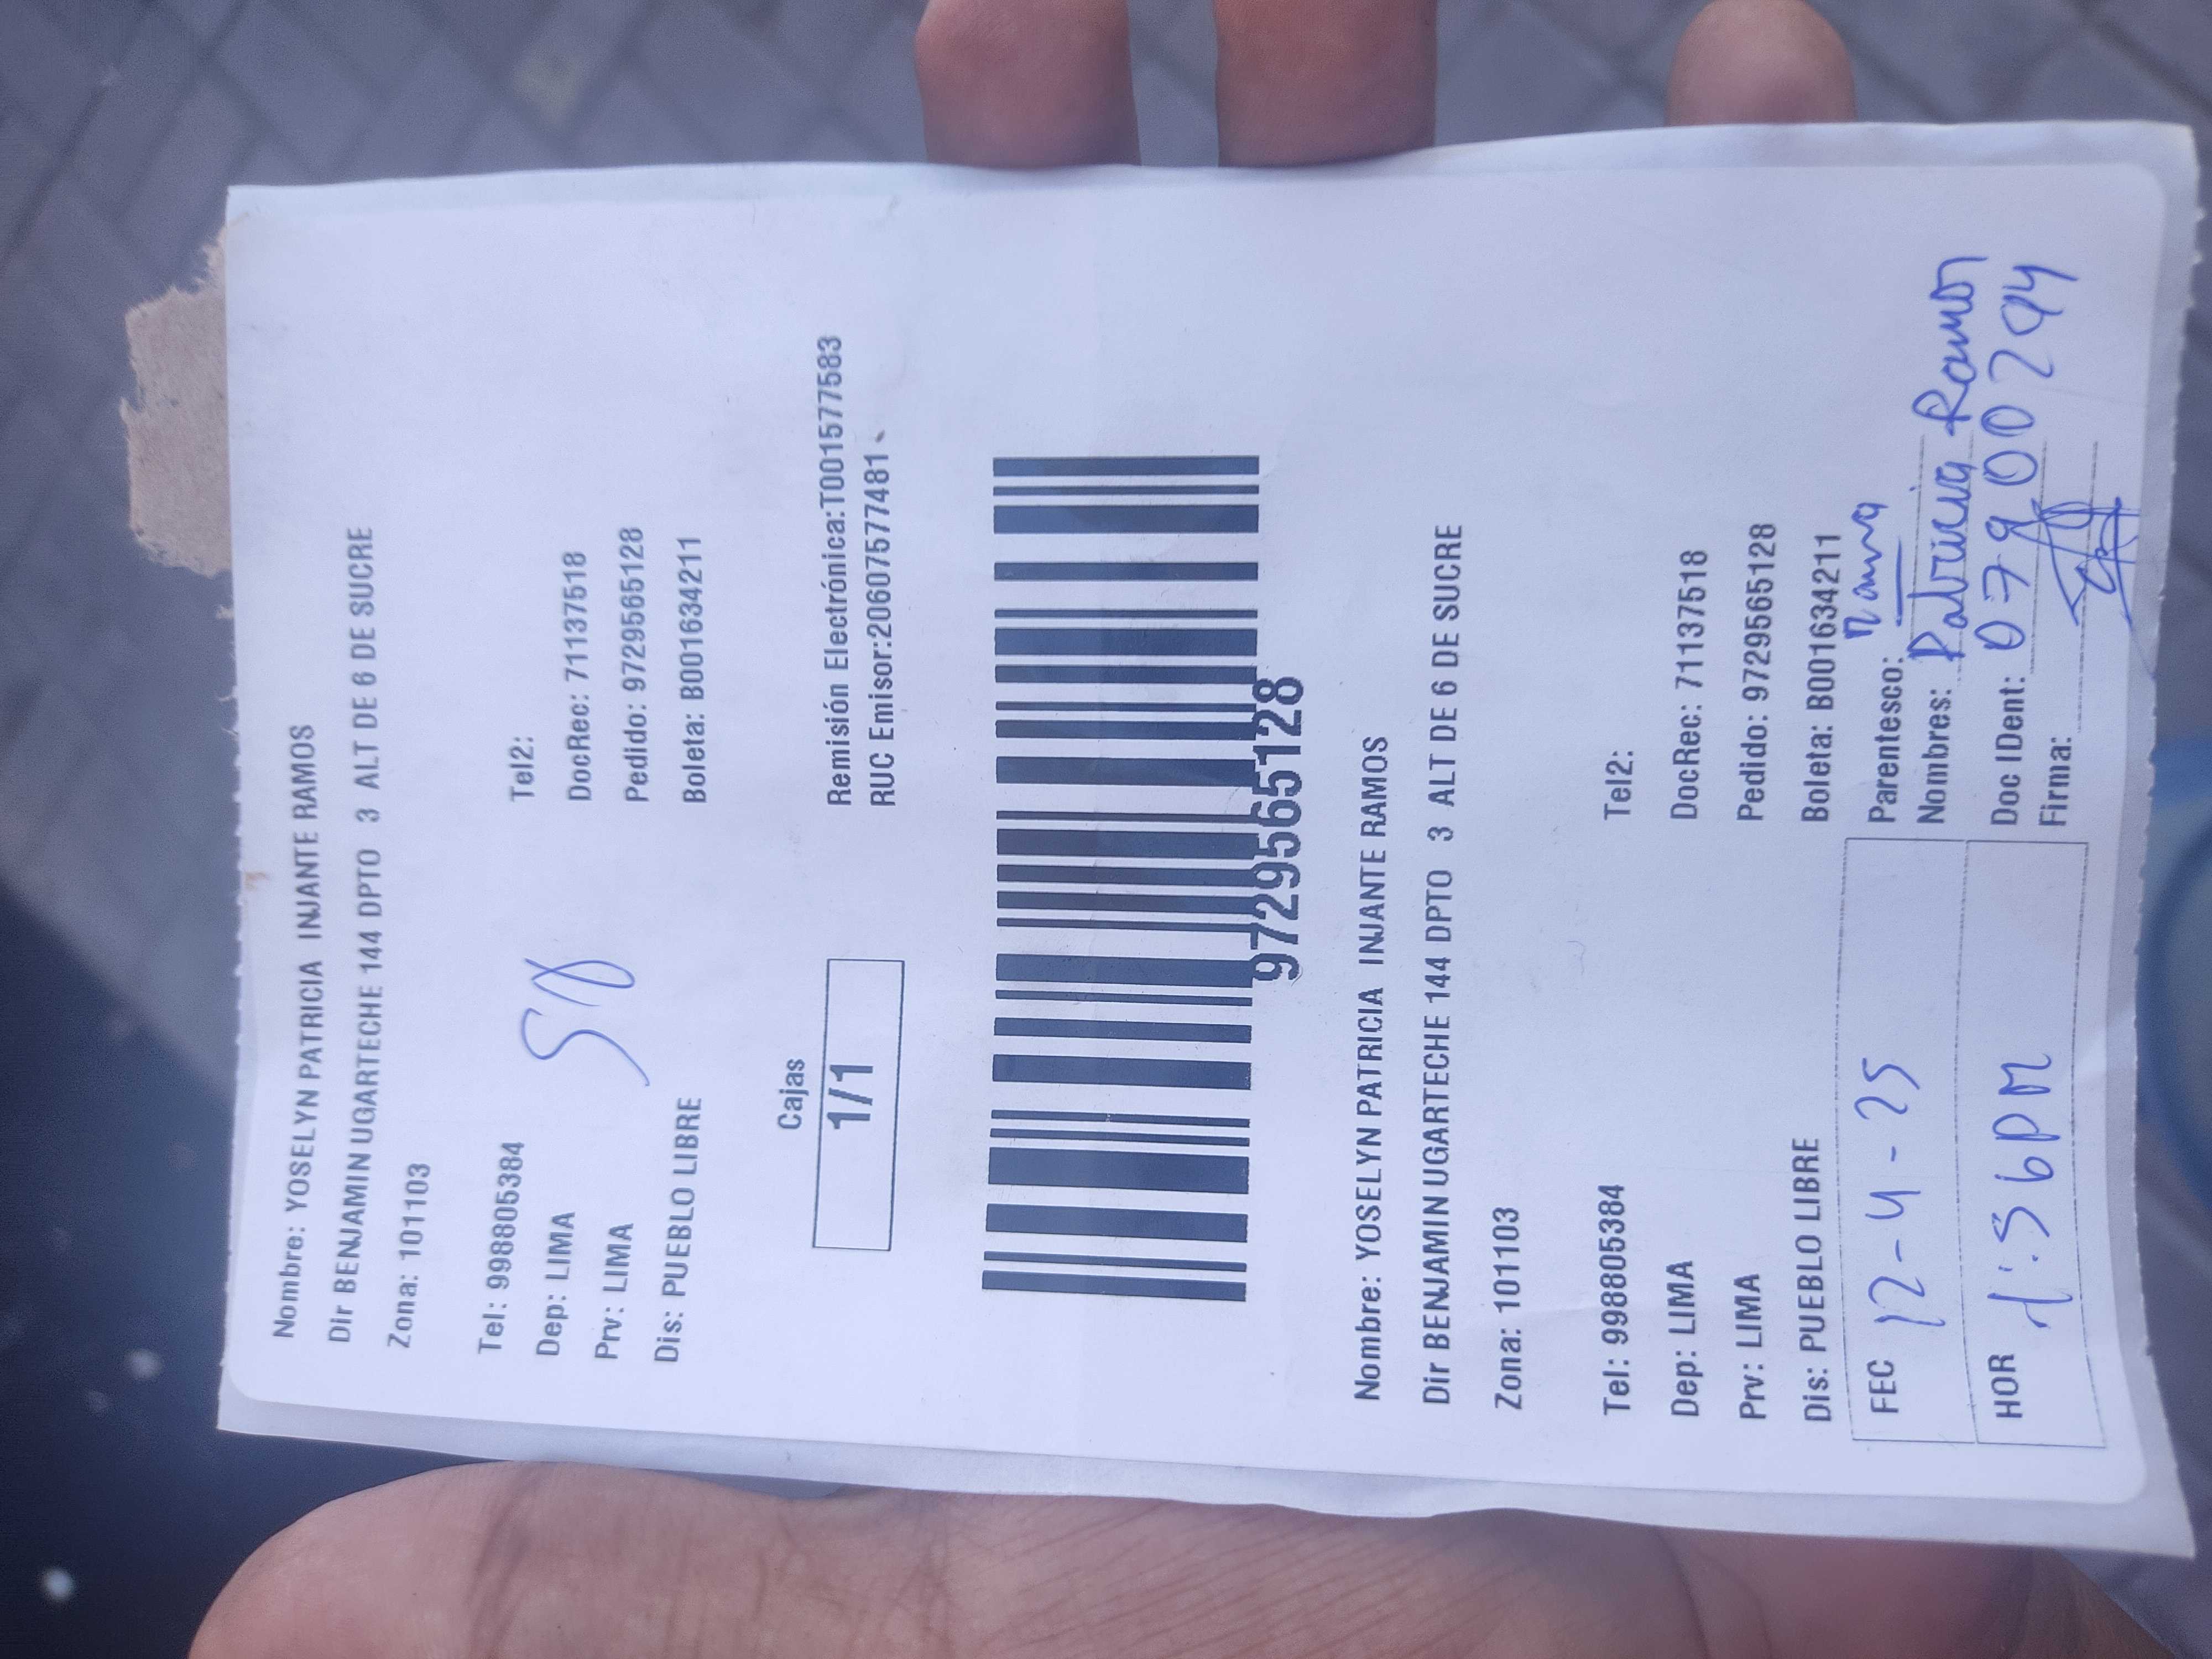 Nombre: YOSELYN PATRICIA INJANTE RAMOS
Dir BENJAMIN UGARTECHE 144 DPTO 3 ALT DE 6 DE SUCRE
Zona: 101103
Tel: 998805384 Tel2:
Dep: LIMA DocRec: 71137518
Prv: LIMA Pedido: 9729565128
Dis: PUEBLO LIBRE Boleta: B001634211
Cajas
1/1
Remisión Electrónica:T001577583
RUC Emisor:20607577481
9729565128
Nombre: YOSELYN PATRICIA INJANTE RAMOS
Dir BENJAMIN UGARTECHE 144 DPTO 3 ALT DE 6 DE SUCRE
Zona: 101103
Tel: 998805384 Tel2:
Dep: LIMA DocRec: 71137518
Prv: LIMA Pedido: 9729565128
Dis: PUEBLO LIBRE Boleta: B001634211
FEC 12-4-25
HOR 1:56PM
Parentesco: Mama
Nombres: Patricia Ramos
Doc IDent:
Firma: